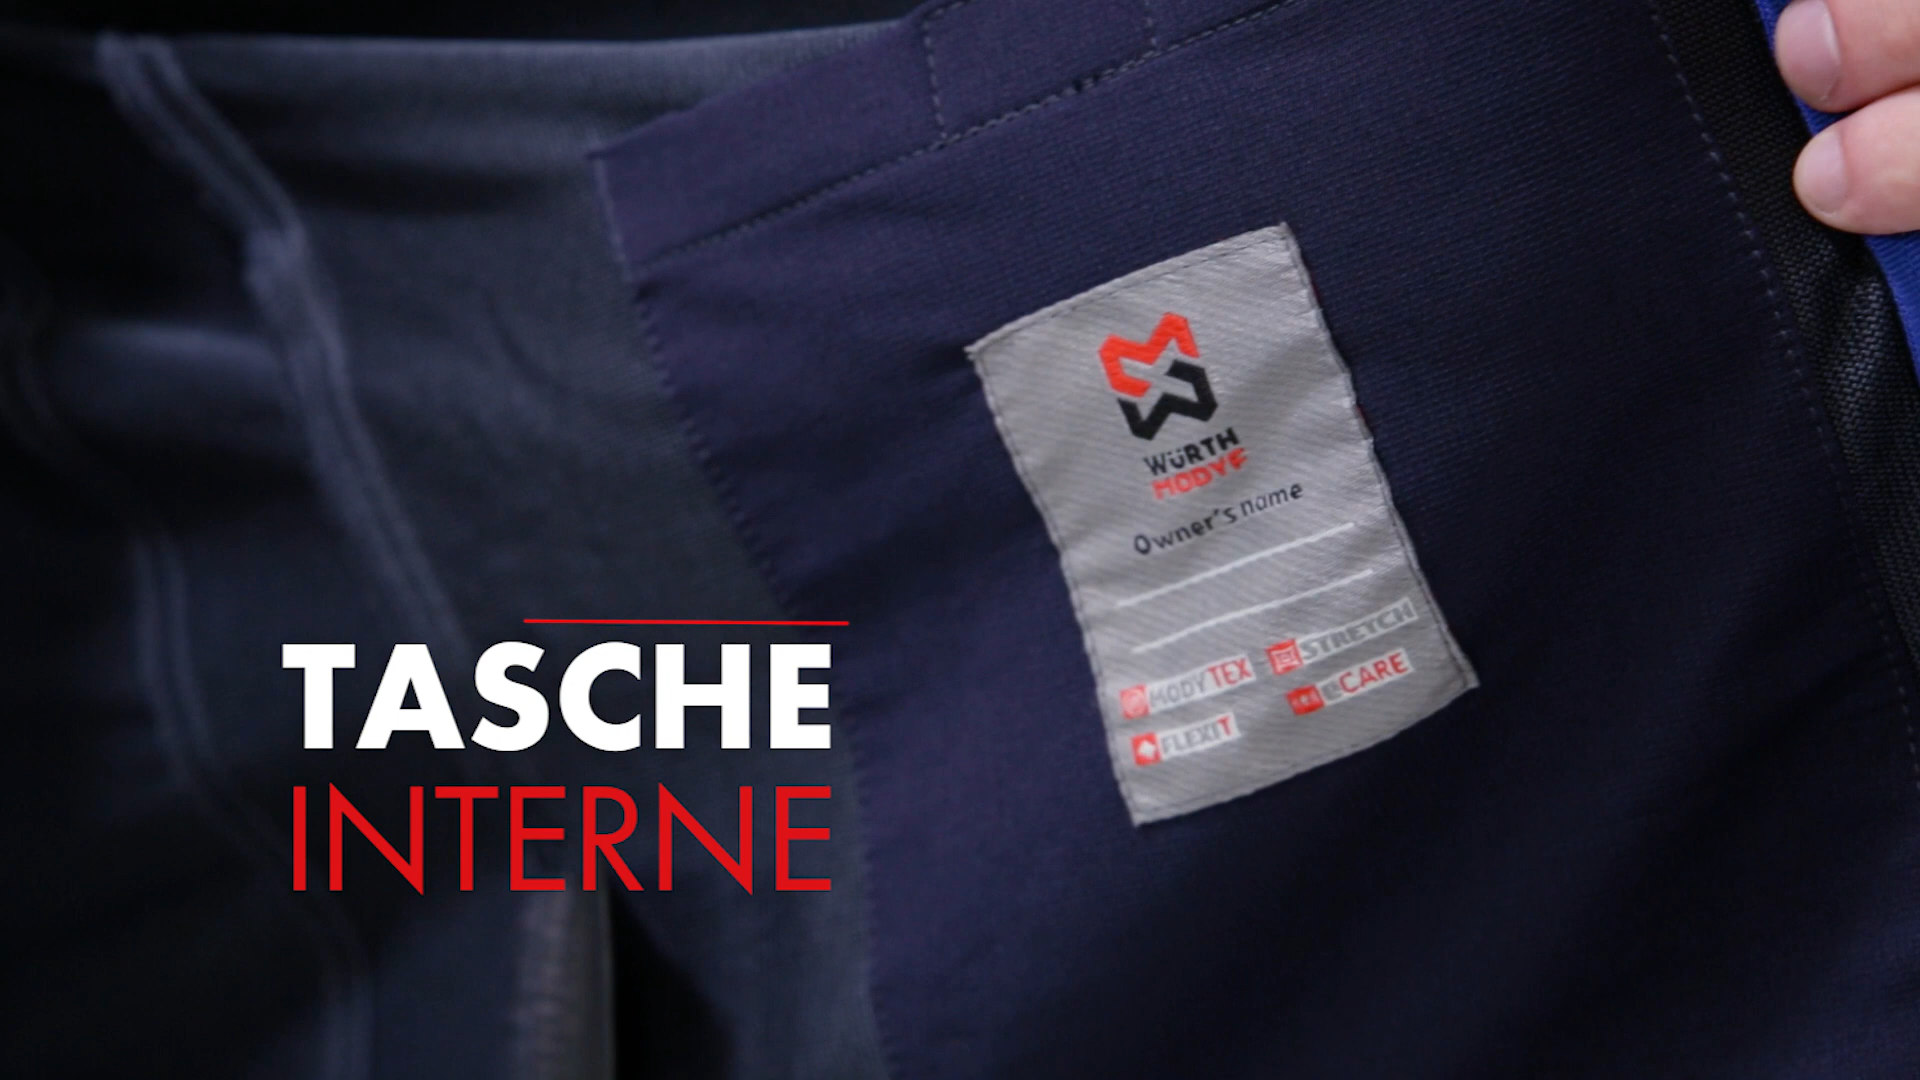 TASCHE
INTERNE
WÜRTH
MODYF
Owner's name
MODYTEX
STRETCH
FLEXIT
eCARE